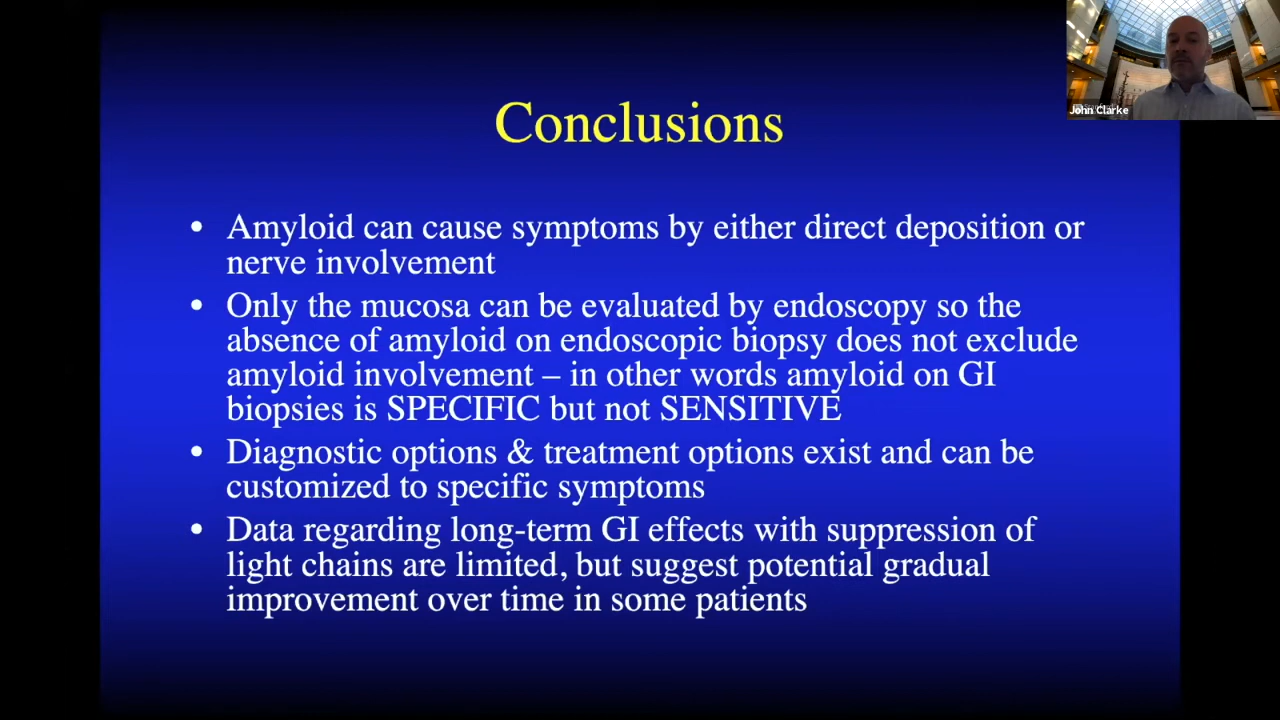 Conclusions
• Amyloid can cause symptoms by either direct deposition or
nerve involvement
• Only the mucosa can be evaluated by endoscopy so the
absence of amyloid on endoscopic biopsy does not exclude
amyloid involvement – in other words amyloid on GI
biopsies is SPECIFIC but not SENSITIVE
• Diagnostic options & treatment options exist and can be
customized to specific symptoms
• Data regarding long-term GI effects with suppression of
light chains are limited, but suggest potential gradual
improvement over time in some patients
John Clarke